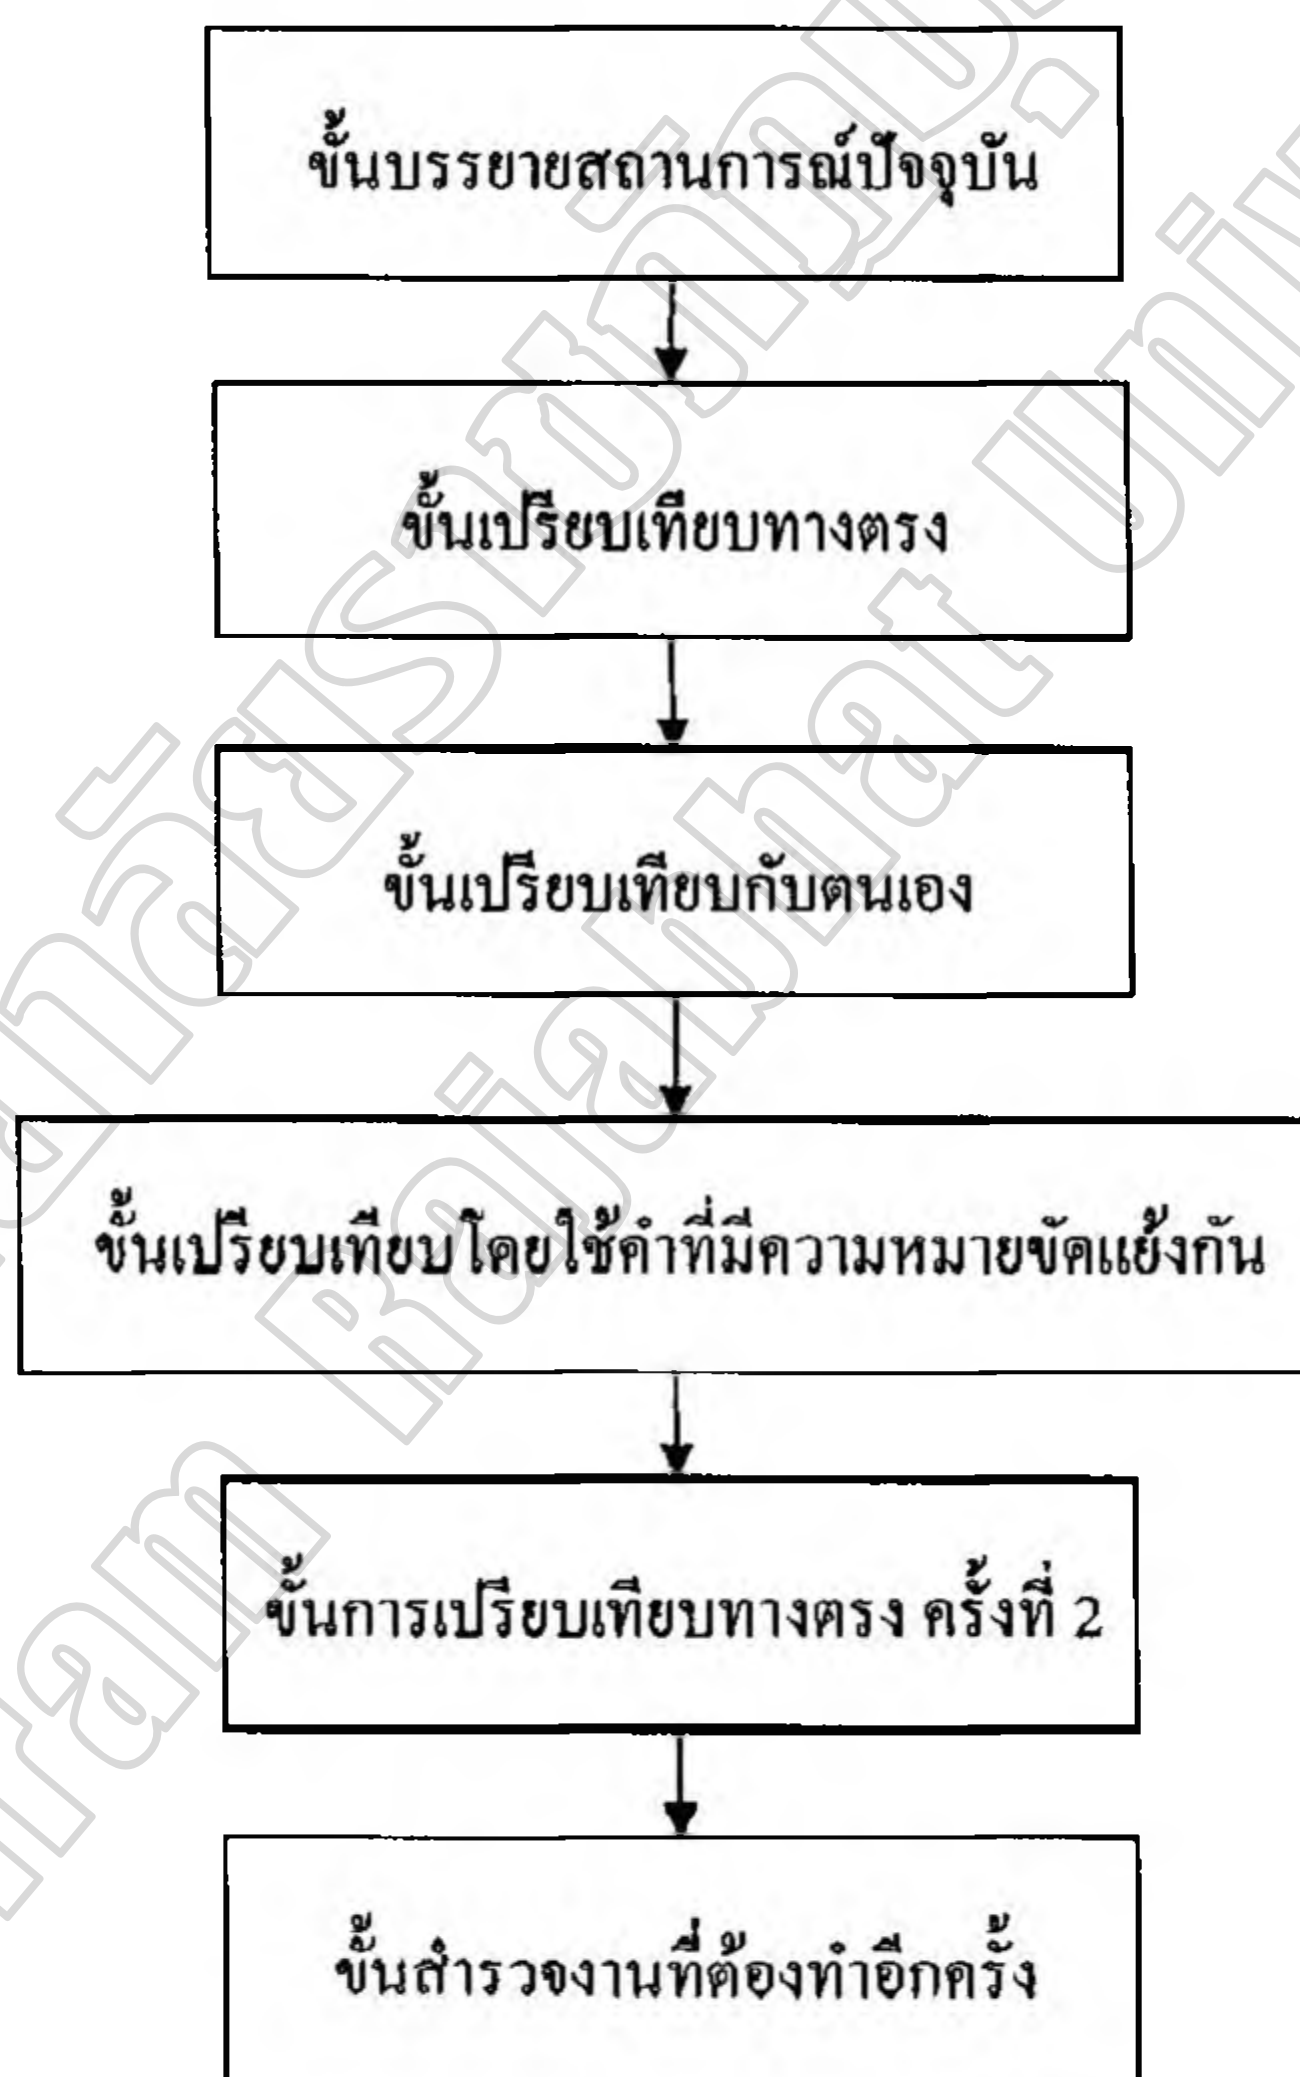 ขั้นบรรยายสถานการณ์ปัจจุบัน
ขั้นเปรียบเทียบทางตรง
ขั้นเปรียบเทียบกับตนเอง
ขั้นเปรียบเทียบโดยใช้คำที่มีความหมายขัดแย้งกัน
ขั้นการเปรียบเทียบทางตรง ครั้งที่ 2
ขั้นสำรวจงานที่ต้องทำอีกครั้ง